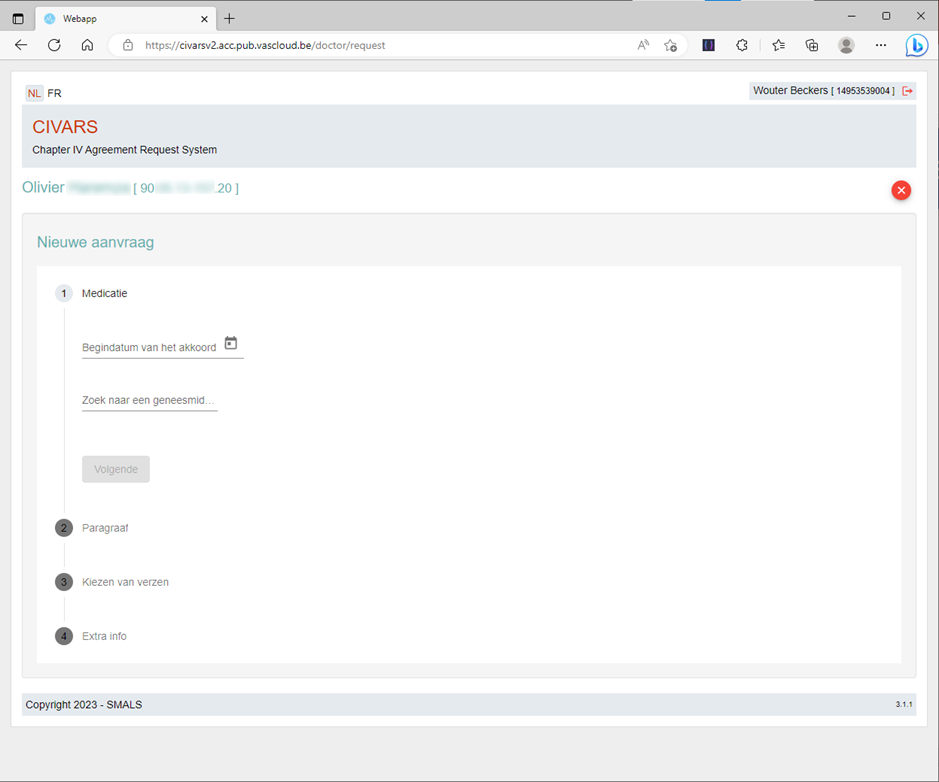 Webapp
https://civarsv2.acc.pub.vascloud.be/doctor/request
NL FR
Wouter Beckers [ 14953539004 ]
CIVARS
Chapter IV Agreement Request System
Olivier [ 90 .20 ]
Nieuwe aanvraag
1 Medicatie
Begindatum van het akkoord
Zoek naar een geneesmid...
Volgende
2 Paragraaf
3 Kiezen van verzen
4 Extra info
Copyright 2023 - SMALS
3.1.1